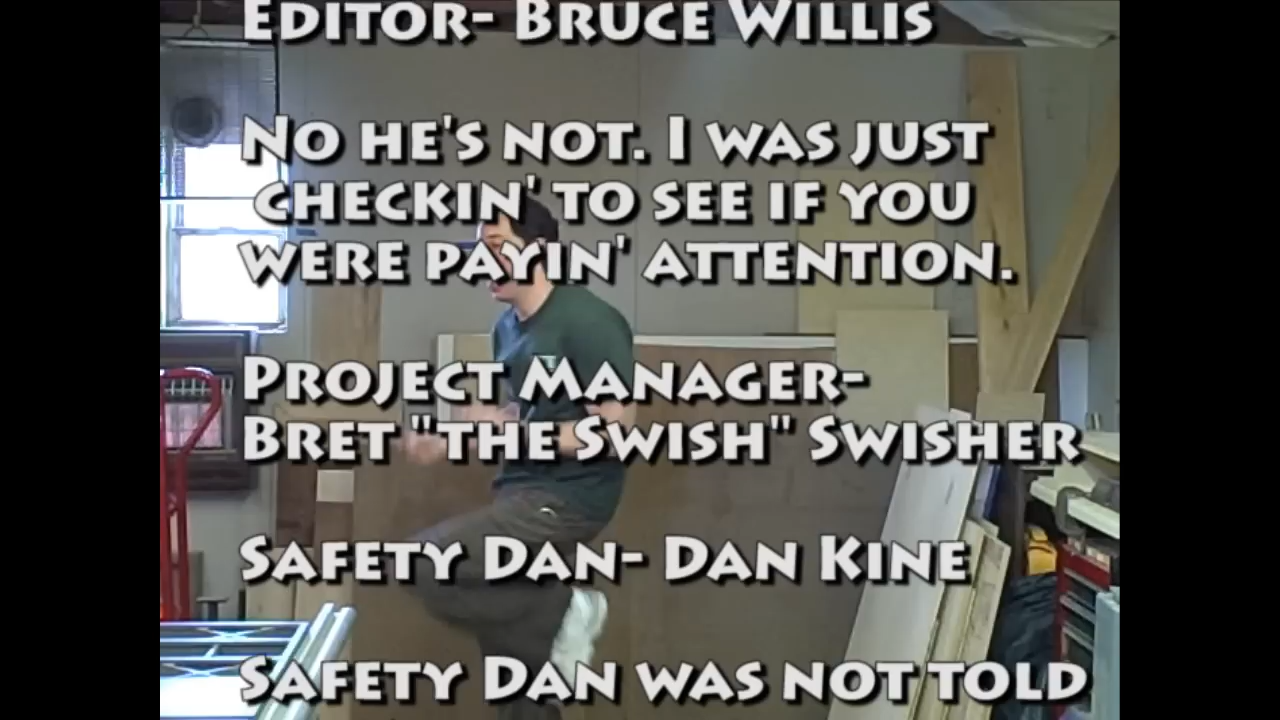 Editor- Bruce Willis
No he's not. I was just
checkin' to see if you
were payin' attention.
Project Manager-
Bret "the Swish" Swisher
Safety Dan- Dan Kine
Safety Dan was not told